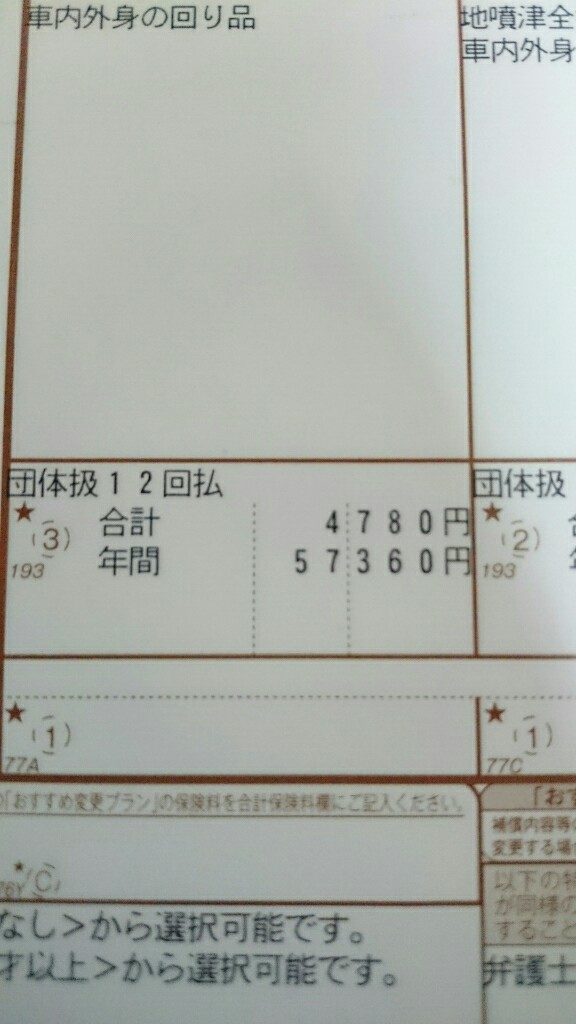 車内外身の回り品
地噴津全
車内外身
団体扱12回払
★(3) 合計 4780円
193 年間 57360円
団体扱
★(2)
193
★(1)
77A
★(1)
77C
「おすすめ変更プラン」の保険料を合計保険料欄にご記入ください。
「おす
補償内容等
変更する場合
以下の特
が同様の
すること
なし>から選択可能です。
才以上>から選択可能です。
弁護士